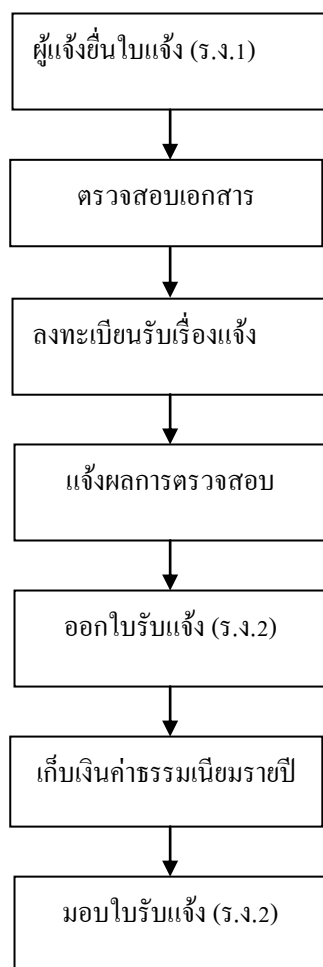 ผู้แจ้งยื่นใบแจ้ง (ร.ง.1)
ตรวจสอบเอกสาร
ลงทะเบียนรับเรื่องแจ้ง
แจ้งผลการตรวจสอบ
ออกใบรับแจ้ง (ร.ง.2)
เก็บเงินค่าธรรมเนียมรายปี
มอบใบรับแจ้ง (ร.ง.2)